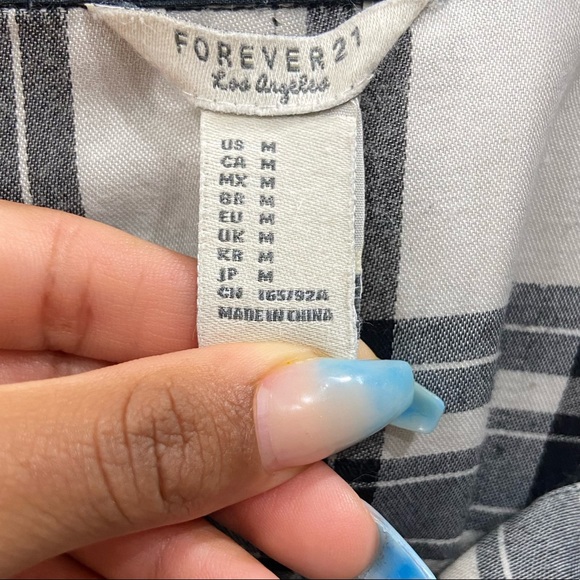 FOREVER 21
Los Angeles
US M
CA M
MX M
BR M
EU M
UK M
KR M
JP M
CN 165/92A
MADE IN CHINA